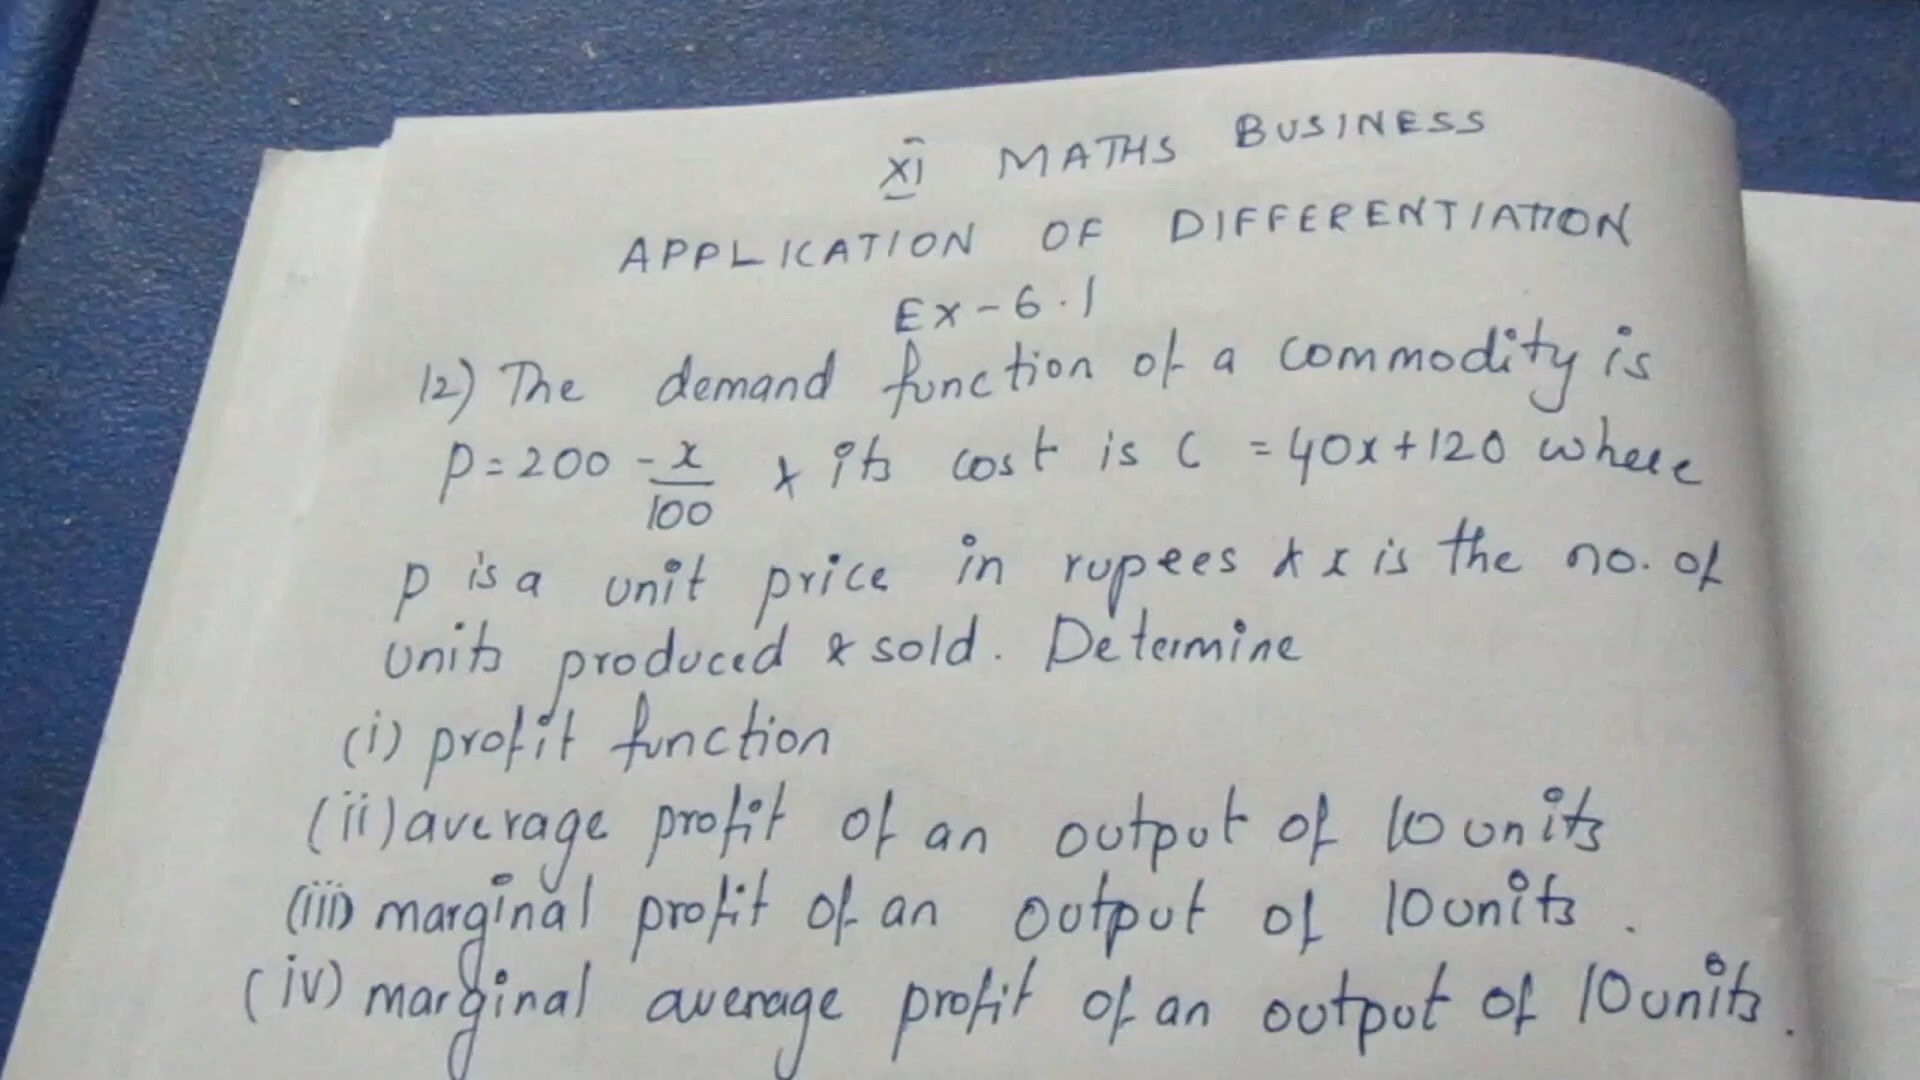 XI MATHS BUSINESS
APPLICATION OF DIFFERENTIATION
Ex-6.1
12) The demand function of a commodity is
p=200 - x/100 & its cost is C =40x+120 where
p is a unit price in rupees & x is the no. of
units produced & sold. Determine
(i) profit function
(ii) average profit of an output of 10 units
(iii) marginal profit of an output of 10 units.
(iv) marginal average profit of an output of 10 units.